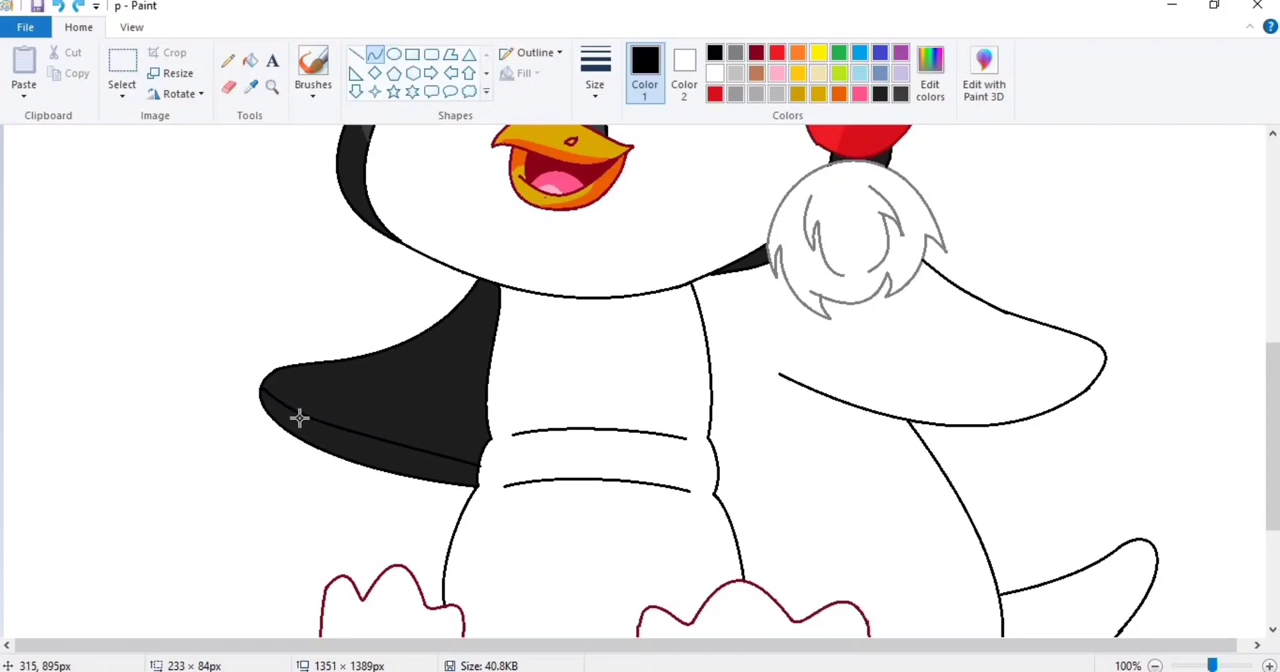 p - Paint
File Home View
Paste
Cut
Copy
Clipboard
Select
Crop
Resize
Rotate
Image
A
Tools
Brushes
Shapes
Outline
Fill
Size
Color 1
Color 2
Colors
Edit colors
Edit with Paint 3D
315, 895px
233 × 84px
1351 × 1389px
Size: 40.8KB
100%